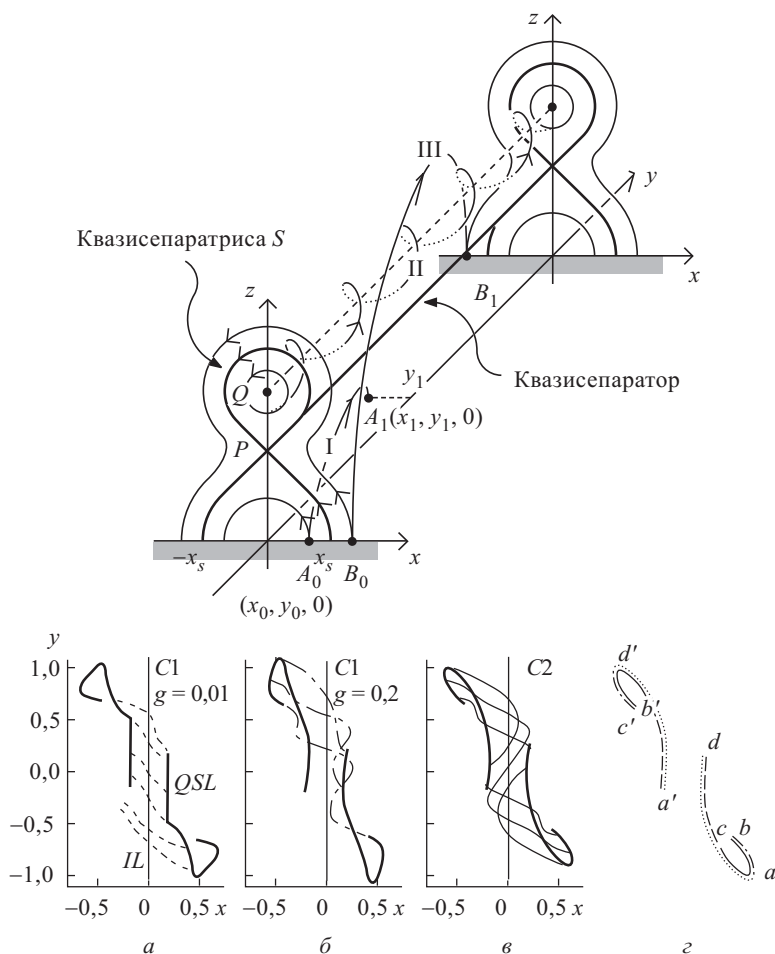 z
y
x
III
II
B₁
Квазисепаратриса S
z
Q
P
I
y₁
A₁(x₁, y₁, 0)
Квазисепаратор
−xₛ
xₛ
A₀
B₀
x
(x₀, y₀, 0)
y
1,0
0,5
0,0
−0,5
−1,0
C1
g = 0,01
QSL
IL
−0,5 0 0,5 x
а
C1
g = 0,2
−0,5 0 0,5 x
б
C2
−0,5 0 0,5 x
в
d′
b′
c′
a′
d
c
b
a
г